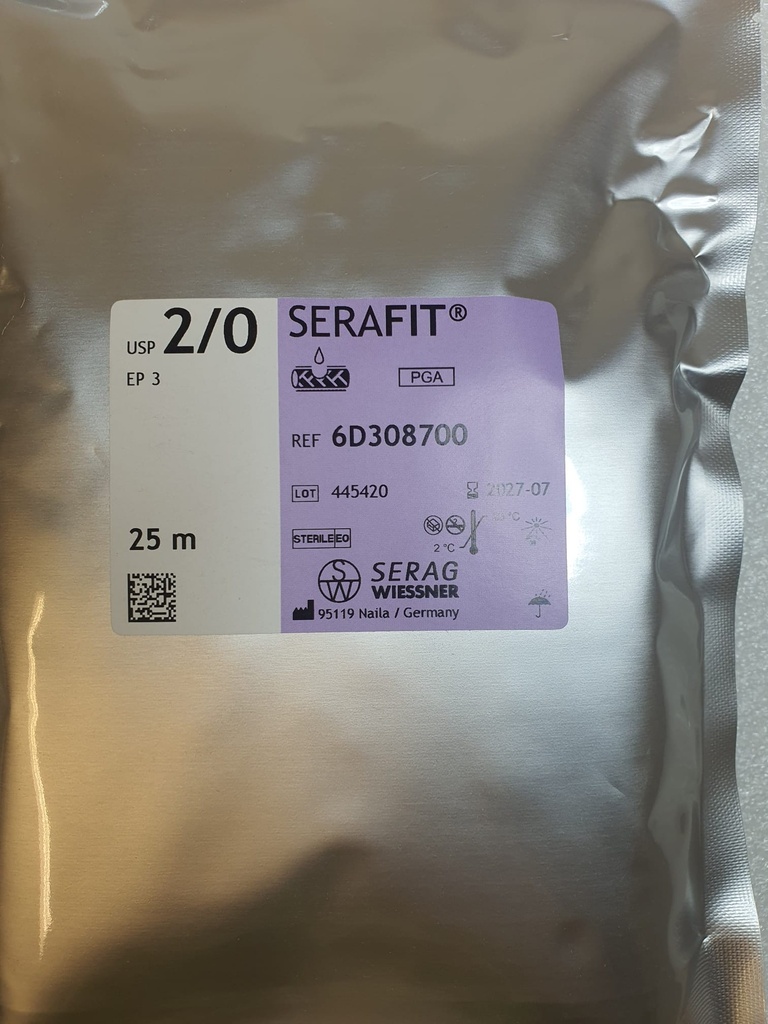 USP 2/0
EP 3
25 m
SERAFIT®
PGA
REF 6D308700
LOT 445420
2027-07
STERILE EO
2 °C
SW
SERAG
WIESSNER
95119 Naila / Germany